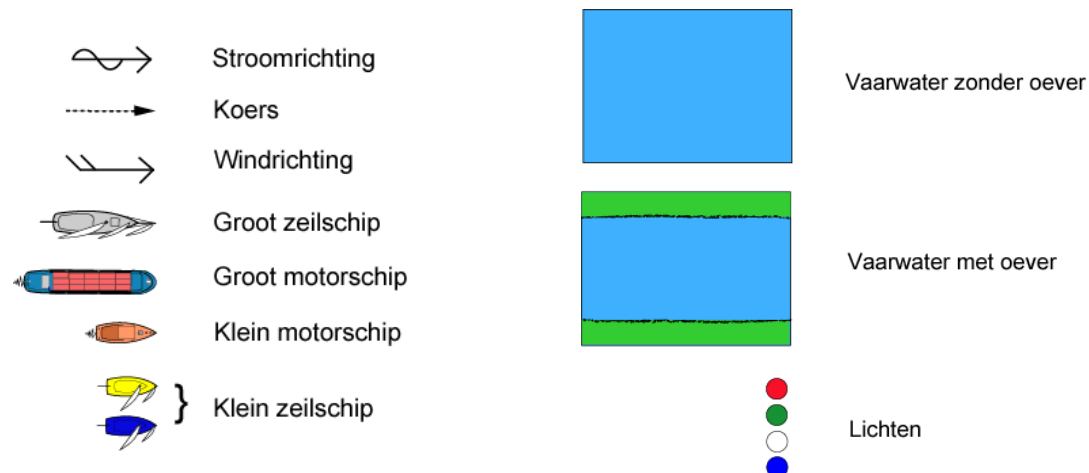 Stroomrichting
Koers
Windrichting
Groot zeilschip
Groot motorschip
Klein motorschip
Klein zeilschip
Vaarwater zonder oever
Vaarwater met oever
Lichten